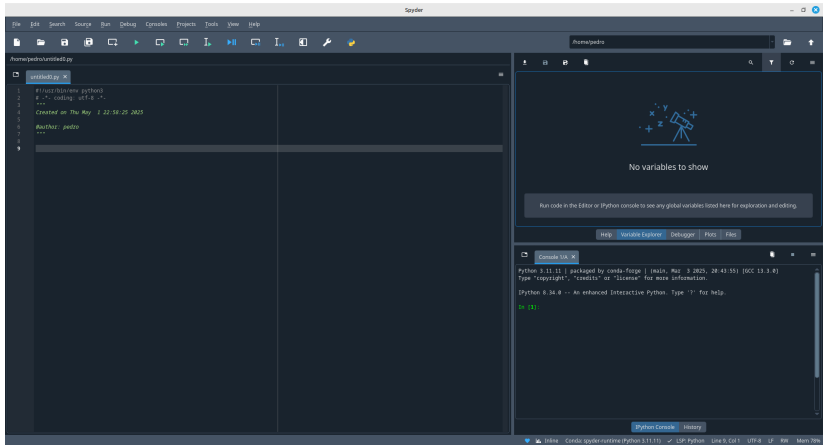 Spyder
File Edit Search Source Run Debug Consoles Projects Tools View Help
/home/pedro
/home/pedro/untitled0.py
untitled0.py
1 #!/usr/bin/env python3
2 # -*- coding: utf-8 -*-
3 """
4 Created on Thu May 1 22:58:25 2025
5
6 @author: pedro
7 """
8
9
No variables to show
Run code in the Editor or IPython console to see any global variables listed here for exploration and editing.
Help Variable Explorer Debugger Plots Files
Console 1/A
Python 3.11.11 | packaged by conda-forge | (main, Mar 3 2025, 20:43:55) [GCC 13.3.0]
Type "copyright", "credits" or "license" for more information.
IPython 8.34.0 -- An enhanced Interactive Python. Type '?' for help.
In [1]:
IPython Console History
Inline Conda: spyder-runtime (Python 3.11.11) LSP: Python Line 9, Col 1 UTF-8 LF RW Mem 78%